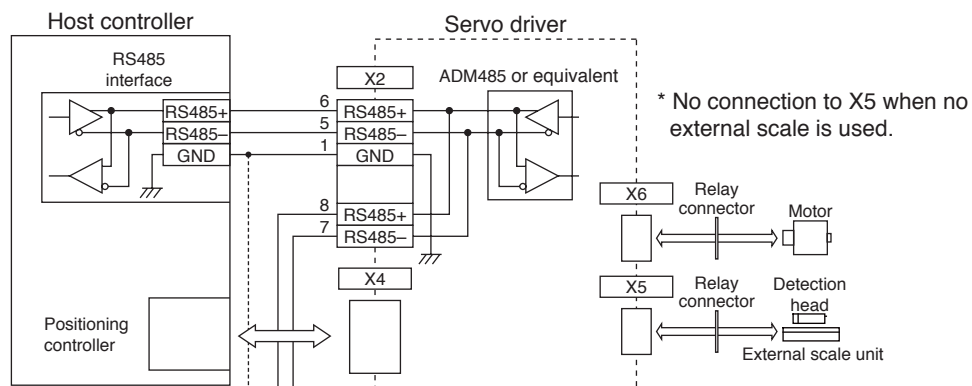 Host controller
Servo driver
RS485
interface
X2
ADM485 or equivalent
RS485+
6
RS485+
RS485–
5
RS485–
GND
1
GND
8
RS485+
7
RS485–
* No connection to X5 when no
external scale is used.
X6
Relay
connector
Motor
X4
X5
Relay
connector
Detection
head
Positioning
controller
External scale unit